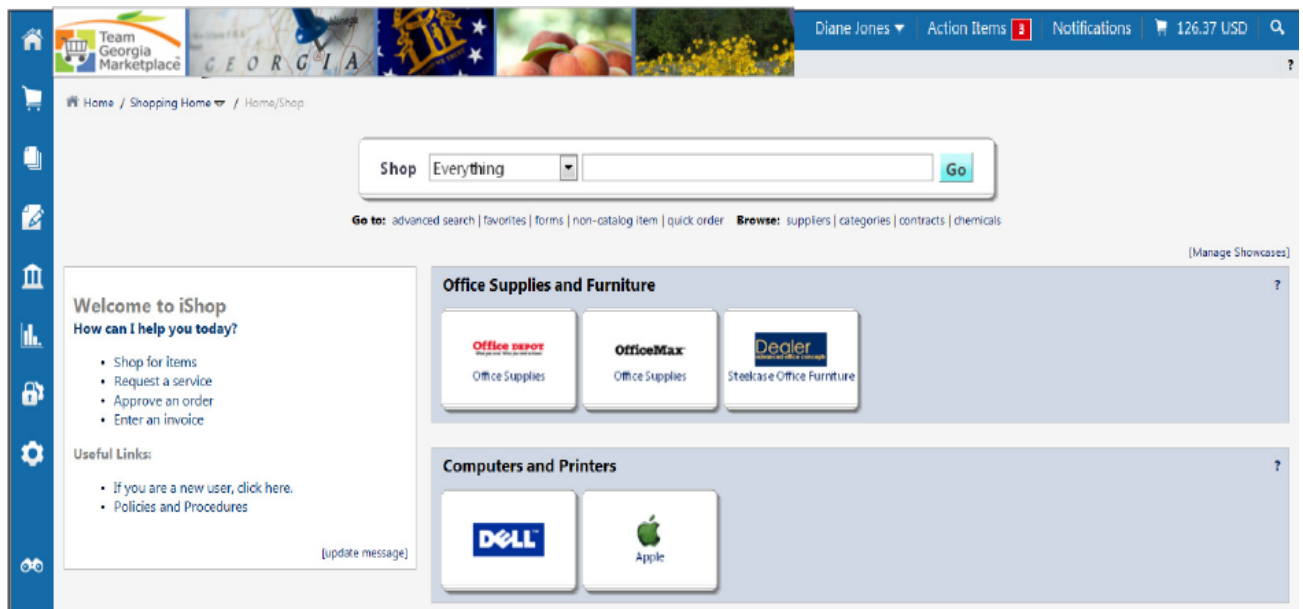 Team
Georgia
Marketplace
GEORGIA
Diane Jones
Action Items 3
Notifications
126.37 USD
?
Home / Shopping Home / Home/Shop
Shop Everything Go
Go to: advanced search | favorites | forms | non-catalog item | quick order Browse: suppliers | categories | contracts | chemicals
[Manage Showcases]
Welcome to iShop
How can I help you today?
• Shop for items
• Request a service
• Approve an order
• Enter an invoice
Useful Links:
• If you are a new user, click here.
• Policies and Procedures
[update message]
Office Supplies and Furniture ?
Office DEPOT
Office Supplies
OfficeMax
Office Supplies
Dealer
advanced office concepts
Steelcase Office Furniture
Computers and Printers ?
DELL
Apple